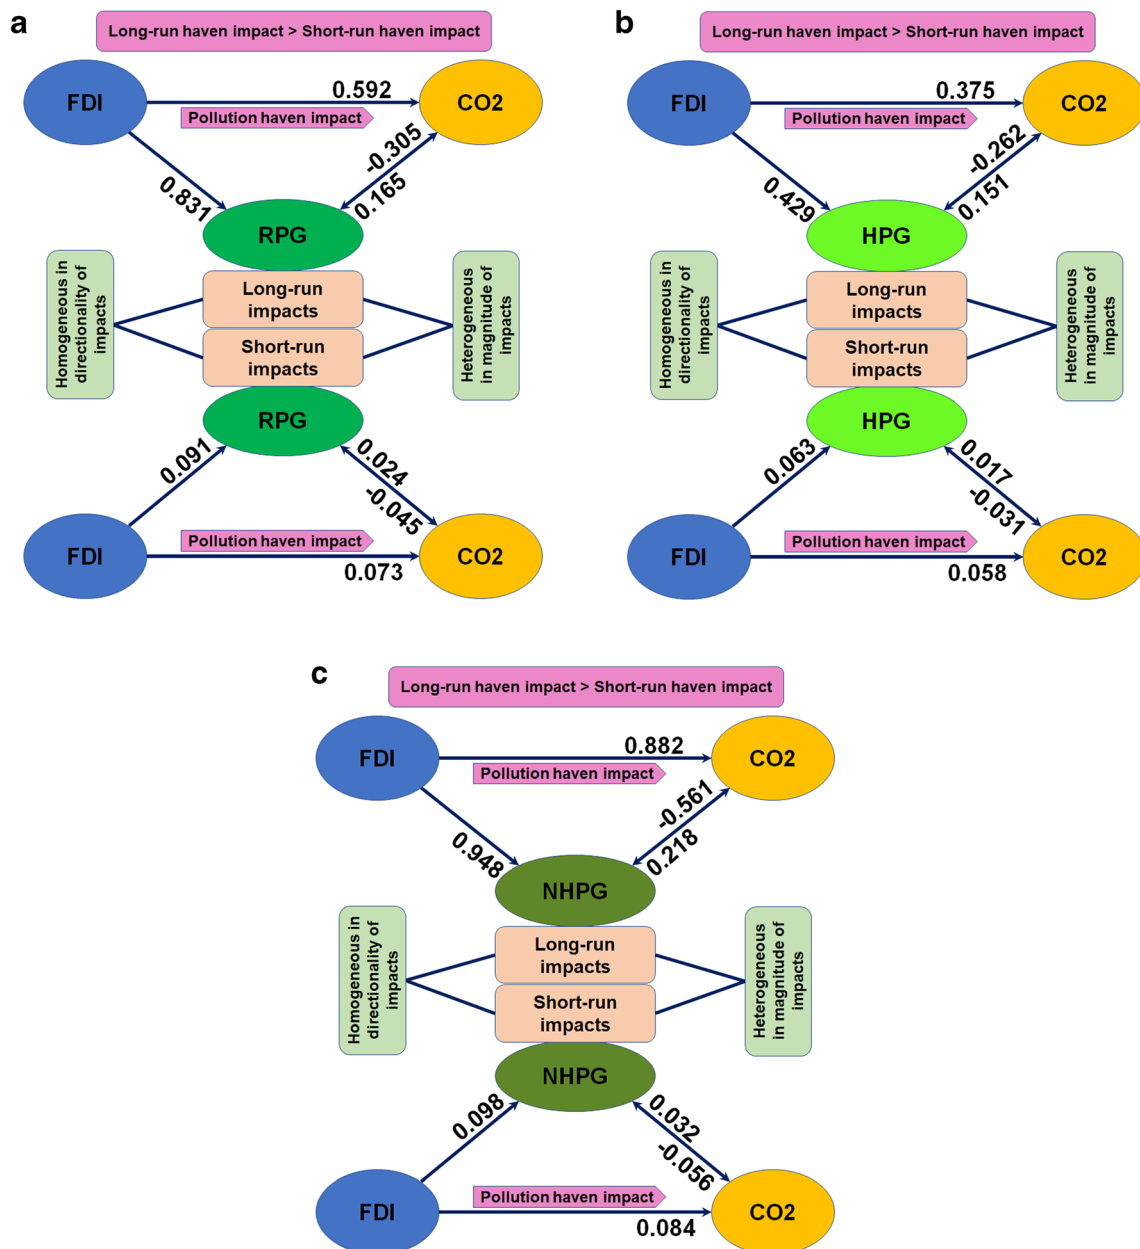 a
Long-run haven impact > Short-run haven impact
FDI
0.592
CO2
Pollution haven impact
0.831
-0.305
0.165
RPG
Homogeneous in
directionality of
impacts
Long-run
impacts
Short-run
impacts
Heterogeneous
in magnitude of
impacts
RPG
0.091
0.024
-0.045
FDI
Pollution haven impact
0.073
CO2
b
Long-run haven impact > Short-run haven impact
FDI
0.375
CO2
Pollution haven impact
0.429
-0.262
0.151
HPG
Homogeneous in
directionality of
impacts
Long-run
impacts
Short-run
impacts
Heterogeneous
in magnitude of
impacts
HPG
0.063
0.017
-0.031
FDI
Pollution haven impact
0.058
CO2
c
Long-run haven impact > Short-run haven impact
FDI
0.882
CO2
Pollution haven impact
0.948
-0.561
0.218
NHPG
Homogeneous in
directionality of
impacts
Long-run
impacts
Short-run
impacts
Heterogeneous
in magnitude of
impacts
NHPG
0.098
0.032
-0.056
FDI
Pollution haven impact
0.084
CO2